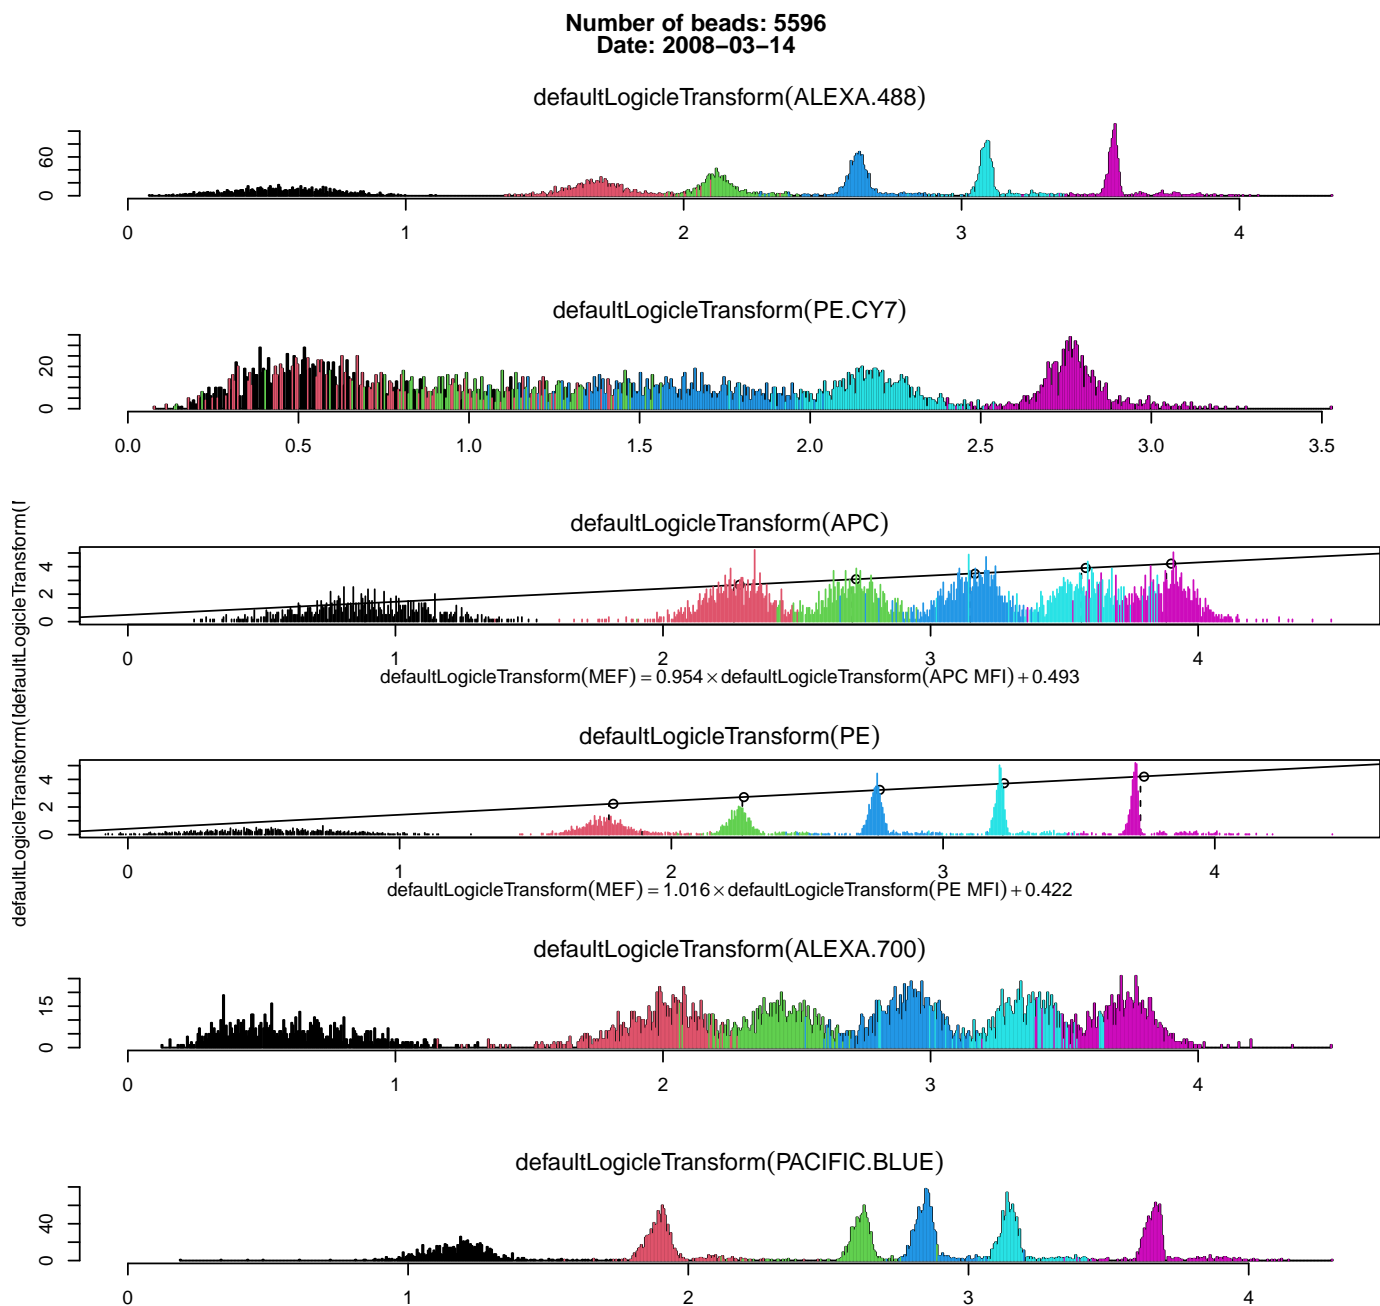 Number of beads: 5596
Date: 2008−03−14
defaultLogicleTransform(ALEXA.488)
0 60
0 1 2 3 4
defaultLogicleTransform(PE.CY7)
0 20
0.0 0.5 1.0 1.5 2.0 2.5 3.0 3.5
defaultLogicleTransform(APC)
0 2 4
0 1 2 3 4
defaultLogicleTransform(MEF) = 0.954 × defaultLogicleTransform(APC MFI) + 0.493
defaultLogicleTransform(PE)
0 2 4
0 1 2 3 4
defaultLogicleTransform(MEF) = 1.016 × defaultLogicleTransform(PE MFI) + 0.422
defaultLogicleTransform(
defaultLogicleTransform(
defaultLogicleTransform(ALEXA.700)
0 15
0 1 2 3 4
defaultLogicleTransform(PACIFIC.BLUE)
0 40
0 1 2 3 4